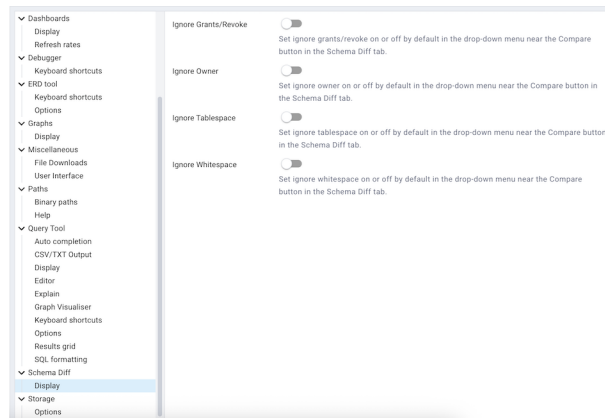 Dashboards
Display
Refresh rates
Debugger
Keyboard shortcuts
ERD tool
Keyboard shortcuts
Options
Graphs
Display
Miscellaneous
File Downloads
User Interface
Paths
Binary paths
Help
Query Tool
Auto completion
CSV/TXT Output
Display
Editor
Explain
Graph Visualiser
Keyboard shortcuts
Options
Results grid
SQL formatting
Schema Diff
Display
Storage
Options
Ignore Grants/Revoke
Set ignore grants/revoke on or off by default in the drop-down menu near the Compare
button in the Schema Diff tab.
Ignore Owner
Set ignore owner on or off by default in the drop-down menu near the Compare button in
the Schema Diff tab.
Ignore Tablespace
Set ignore tablespace on or off by default in the drop-down menu near the Compare button
in the Schema Diff tab.
Ignore Whitespace
Set ignore whitespace on or off by default in the drop-down menu near the Compare
button in the Schema Diff tab.